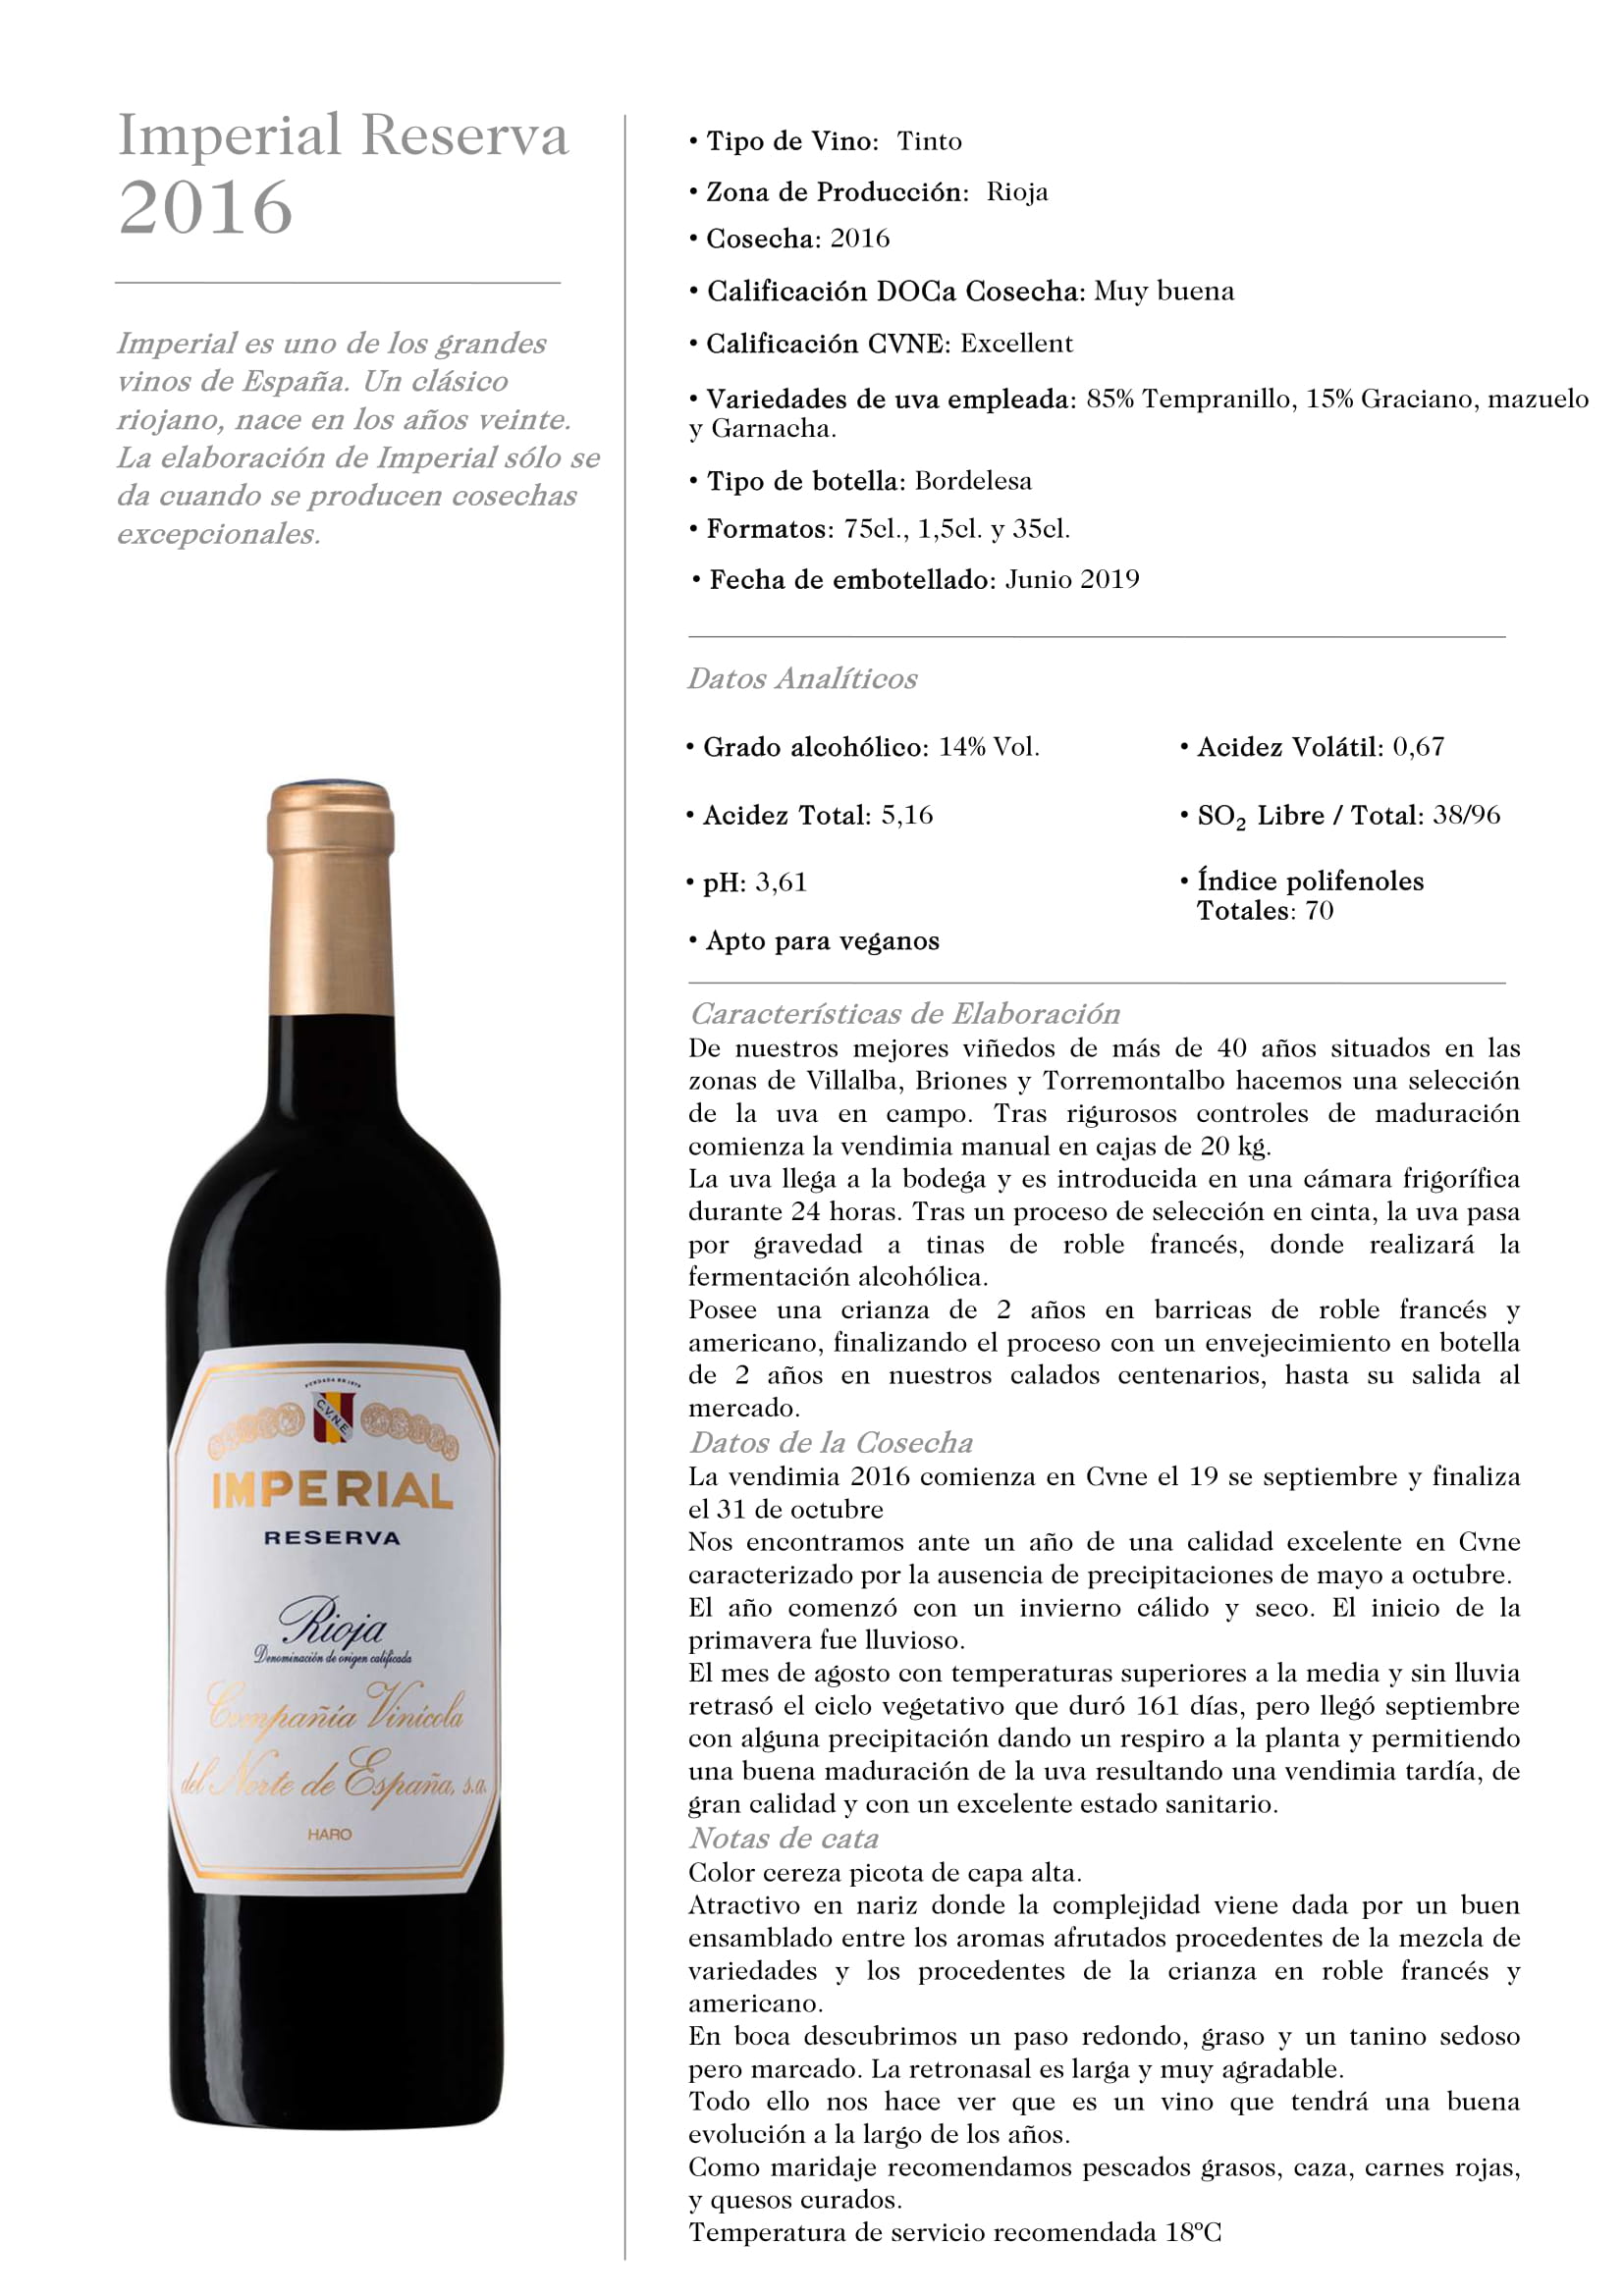 Imperial Reserva
2016
Imperial es uno de los grandes
vinos de España. Un clásico
riojano, nace en los años veinte.
La elaboración de Imperial sólo se
da cuando se producen cosechas
excepcionales.
FUNDADA EN 1879
C.V.N.E.
IMPERIAL
RESERVA
Rioja
Denominación de origen calificada
Compañía Vinícola
del Norte de España, s.a.
HARO
• Tipo de Vino: Tinto
• Zona de Producción: Rioja
• Cosecha: 2016
• Calificación DOCa Cosecha: Muy buena
• Calificación CVNE: Excellent
• Variedades de uva empleada: 85% Tempranillo, 15% Graciano, mazuelo
y Garnacha.
• Tipo de botella: Bordelesa
• Formatos: 75cl., 1,5cl. y 35cl.
• Fecha de embotellado: Junio 2019
Datos Analíticos
• Grado alcohólico: 14% Vol.
• Acidez Total: 5,16
• pH: 3,61
• Apto para veganos
• Acidez Volátil: 0,67
• SO₂ Libre / Total: 38/96
• Índice polifenoles
Totales: 70
Características de Elaboración
De nuestros mejores viñedos de más de 40 años situados en las
zonas de Villalba, Briones y Torremontalbo hacemos una selección
de la uva en campo. Tras rigurosos controles de maduración
comienza la vendimia manual en cajas de 20 kg.
La uva llega a la bodega y es introducida en una cámara frigorífica
durante 24 horas. Tras un proceso de selección en cinta, la uva pasa
por gravedad a tinas de roble francés, donde realizará la
fermentación alcohólica.
Posee una crianza de 2 años en barricas de roble francés y
americano, finalizando el proceso con un envejecimiento en botella
de 2 años en nuestros calados centenarios, hasta su salida al
mercado.
Datos de la Cosecha
La vendimia 2016 comienza en Cvne el 19 se septiembre y finaliza
el 31 de octubre
Nos encontramos ante un año de una calidad excelente en Cvne
caracterizado por la ausencia de precipitaciones de mayo a octubre.
El año comenzó con un invierno cálido y seco. El inicio de la
primavera fue lluvioso.
El mes de agosto con temperaturas superiores a la media y sin lluvia
retrasó el ciclo vegetativo que duró 161 días, pero llegó septiembre
con alguna precipitación dando un respiro a la planta y permitiendo
una buena maduración de la uva resultando una vendimia tardía, de
gran calidad y con un excelente estado sanitario.
Notas de cata
Color cereza picota de capa alta.
Atractivo en nariz donde la complejidad viene dada por un buen
ensamblado entre los aromas afrutados procedentes de la mezcla de
variedades y los procedentes de la crianza en roble francés y
americano.
En boca descubrimos un paso redondo, graso y un tanino sedoso
pero marcado. La retronasal es larga y muy agradable.
Todo ello nos hace ver que es un vino que tendrá una buena
evolución a la largo de los años.
Como maridaje recomendamos pescados grasos, caza, carnes rojas,
y quesos curados.
Temperatura de servicio recomendada 18ºC